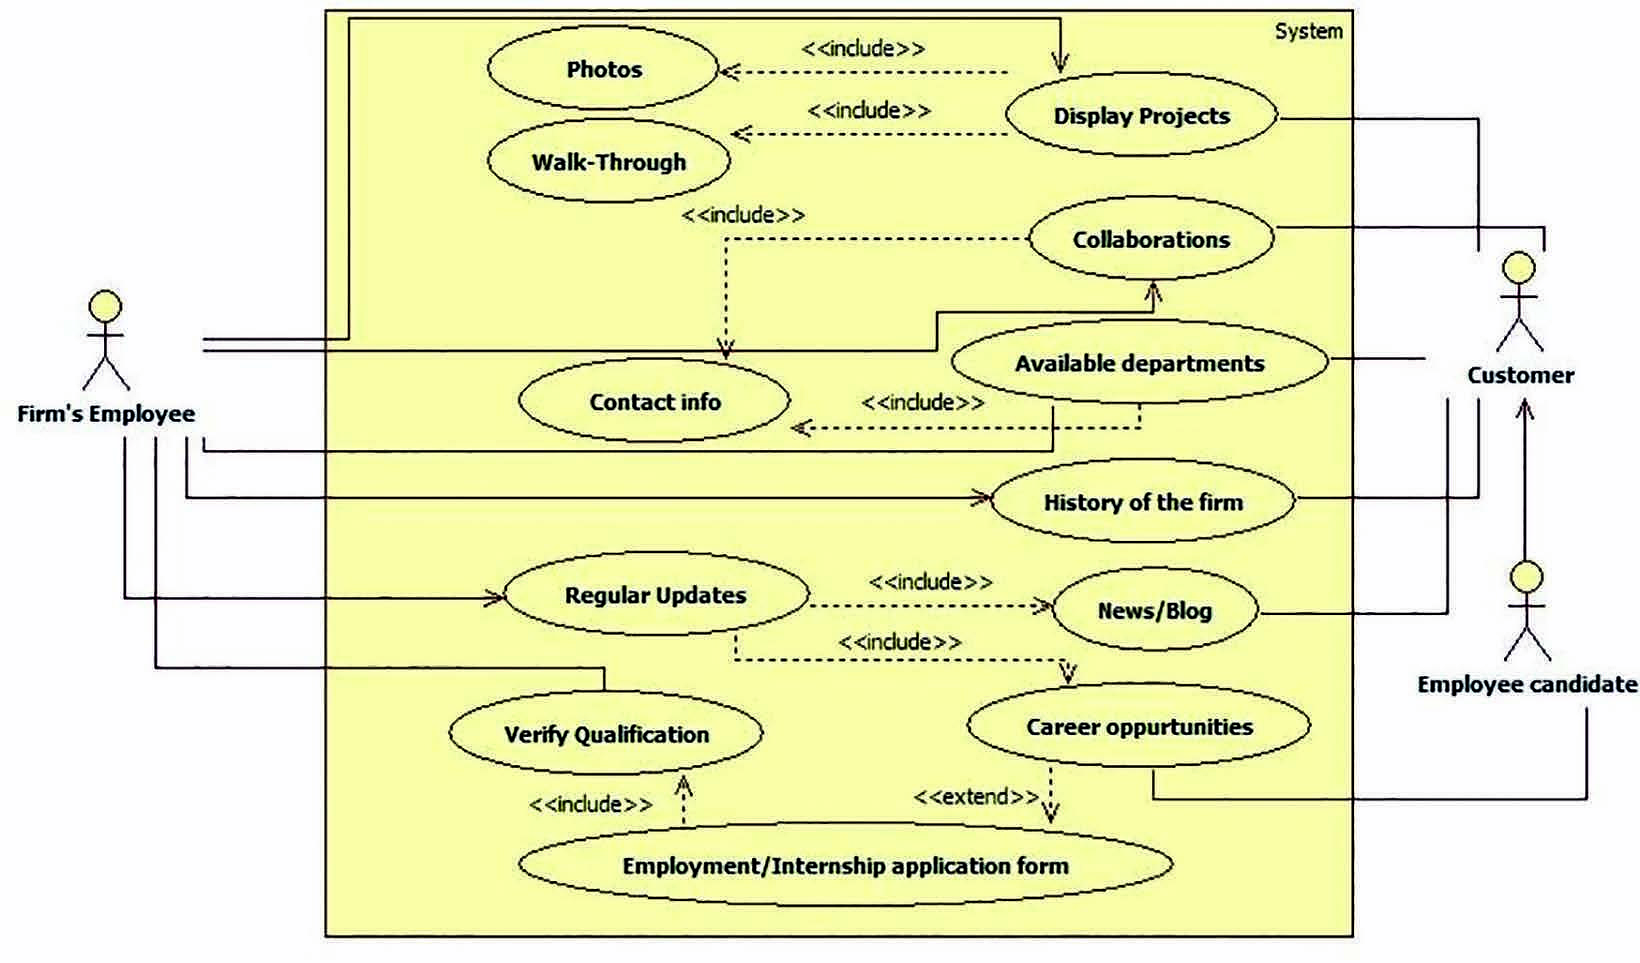 System
<<include>>
Photos
Display Projects
<<include>>
Walk-Through
<<include>>
Collaborations
Available departments
Contact info
<<include>>
Firm's Employee
Customer
History of the firm
Regular Updates
<<include>>
News/Blog
<<include>>
Employee candidate
Verify Qualification
Career oppurtunities
<<include>>
<<extend>>
Employment/Internship application form